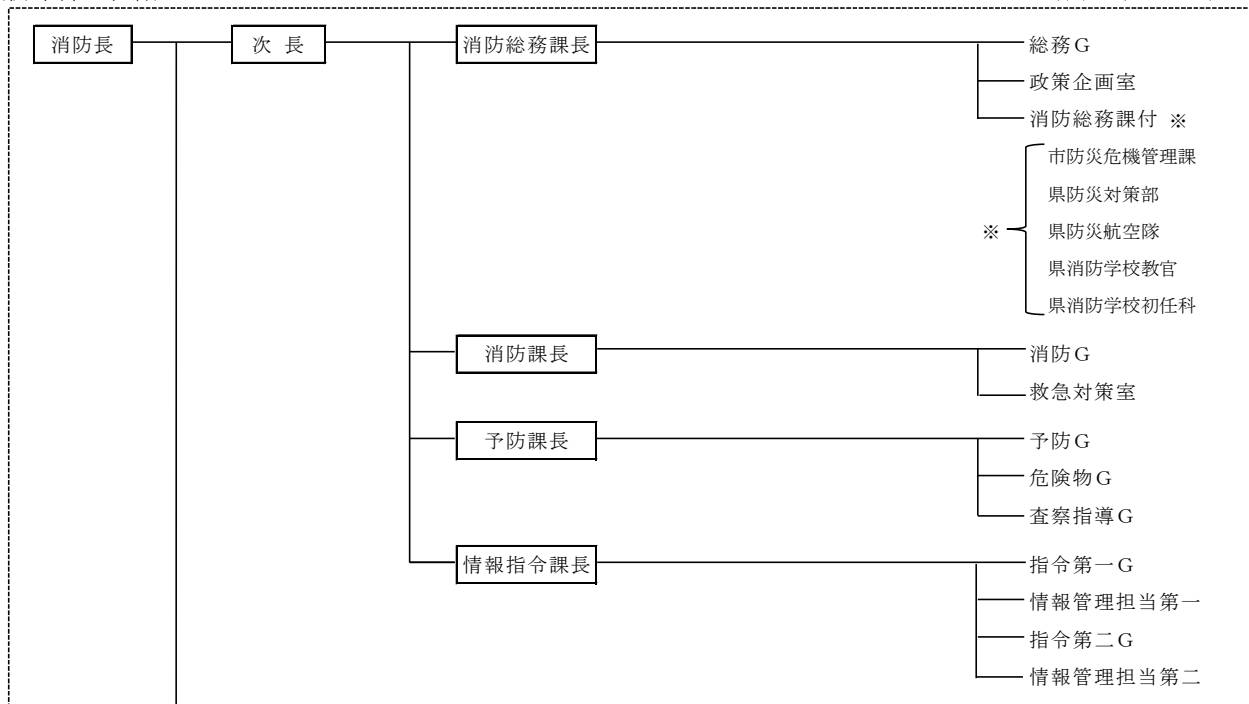 消防長 次 長 消防総務課長 総務G
政策企画室
消防総務課付 ※
市防災危機管理課
県防災対策部
※ 県防災航空隊
県消防学校教官
県消防学校初任科
消防課長 消防G
救急対策室
予防課長 予防G
危険物G
査察指導G
情報指令課長 指令第一G
情報管理担当第一
指令第二G
情報管理担当第二